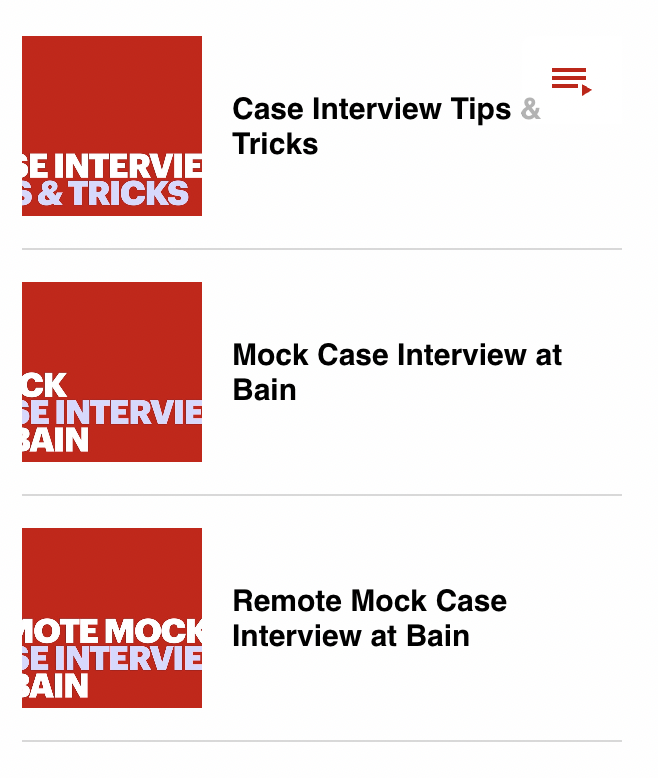 SE INTERVIE
S & TRICKS
Case Interview Tips &
Tricks
CK
SE INTERVIE
BAIN
Mock Case Interview at
Bain
MOTE MOCK
SE INTERVIE
BAIN
Remote Mock Case
Interview at Bain